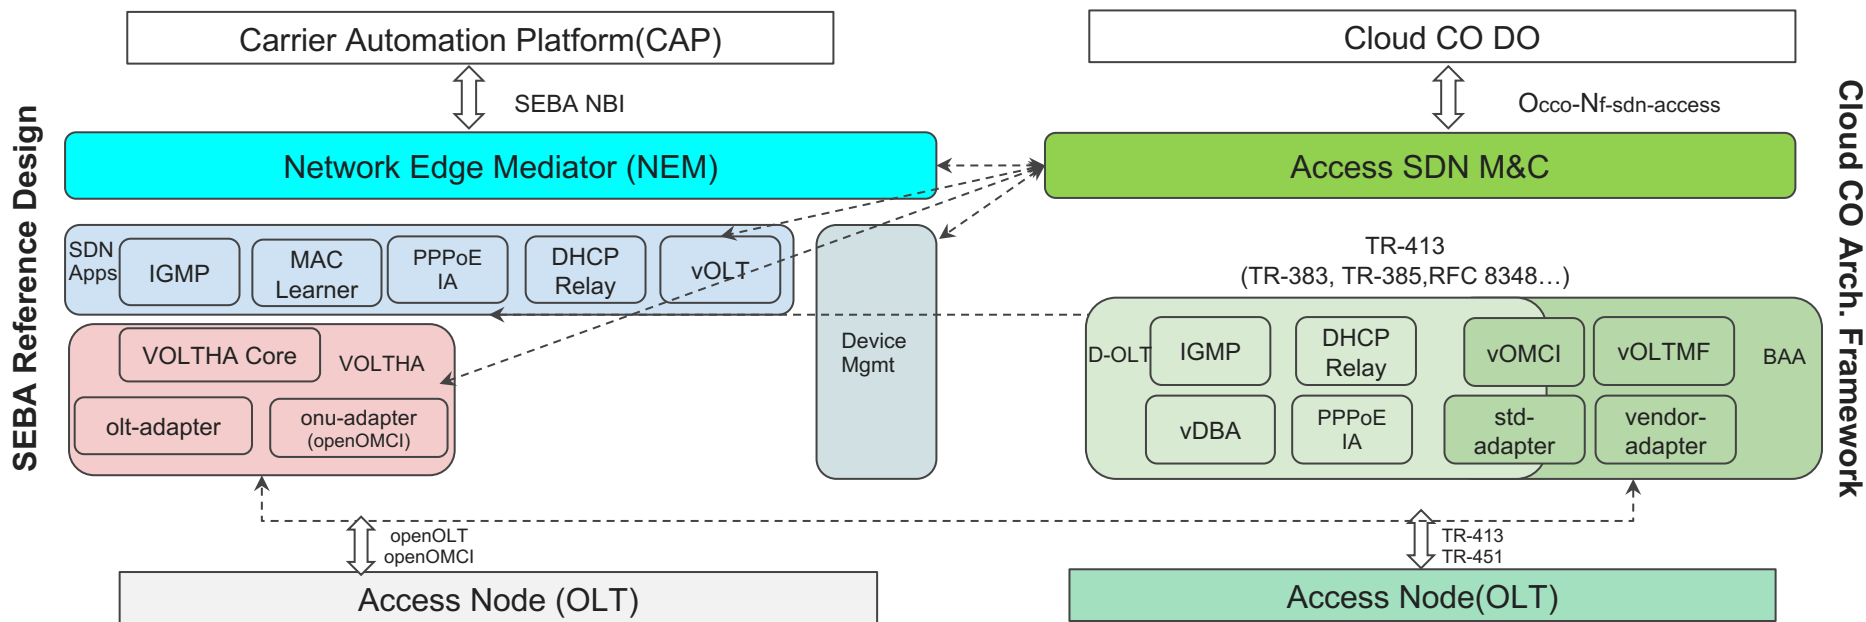 Carrier Automation Platform(CAP)
SEBA NBI
Network Edge Mediator (NEM)
SDN
Apps
IGMP
MAC
Learner
PPPoE
IA
DHCP
Relay
vOLT
Device
Mgmt
VOLTHA Core
VOLTHA
olt-adapter
onu-adapter
(openOMCI)
openOLT
openOMCI
Access Node (OLT)
SEBA Reference Design
Cloud CO DO
Occo-Nf-sdn-access
Access SDN M&C
TR-413
(TR-383, TR-385,RFC 8348…)
D-OLT
IGMP
DHCP
Relay
vOMCI
vOLTMF
BAA
vDBA
PPPoE
IA
std-
adapter
vendor-
adapter
TR-413
TR-451
Access Node(OLT)
Cloud CO Arch. Framework